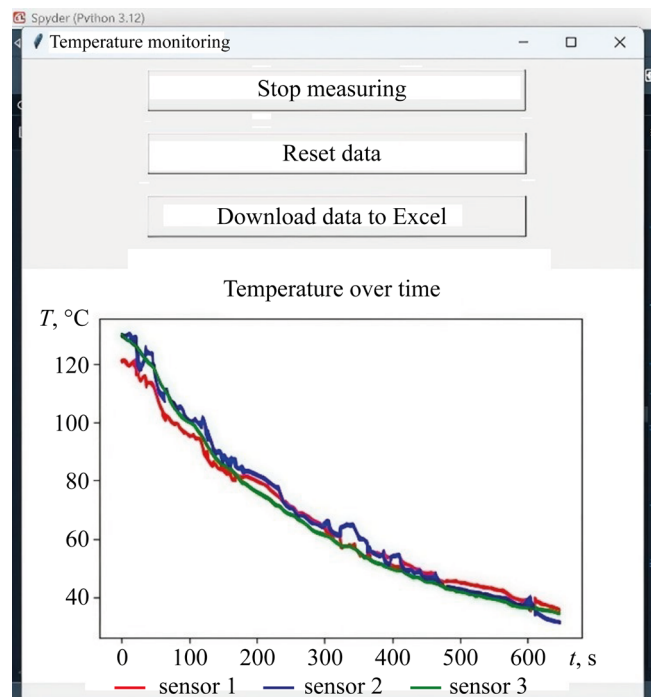 Spyder (Python 3.12)
Temperature monitoring
Stop measuring
Reset data
Download data to Excel
Temperature over time
T, °C
120
100
80
60
40
0 100 200 300 400 500 600 t, s
sensor 1 sensor 2 sensor 3